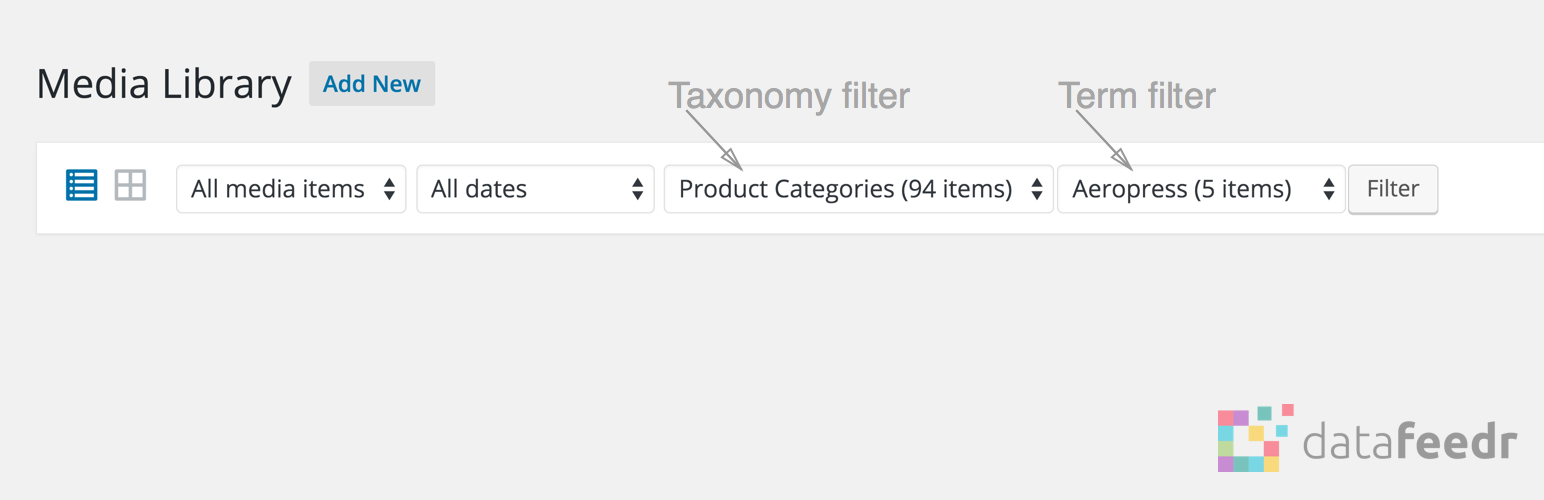 Media Library
Add New
Taxonomy filter
Term filter
All media items
All dates
Product Categories (94 items)
Aeropress (5 items)
Filter
datafeedr